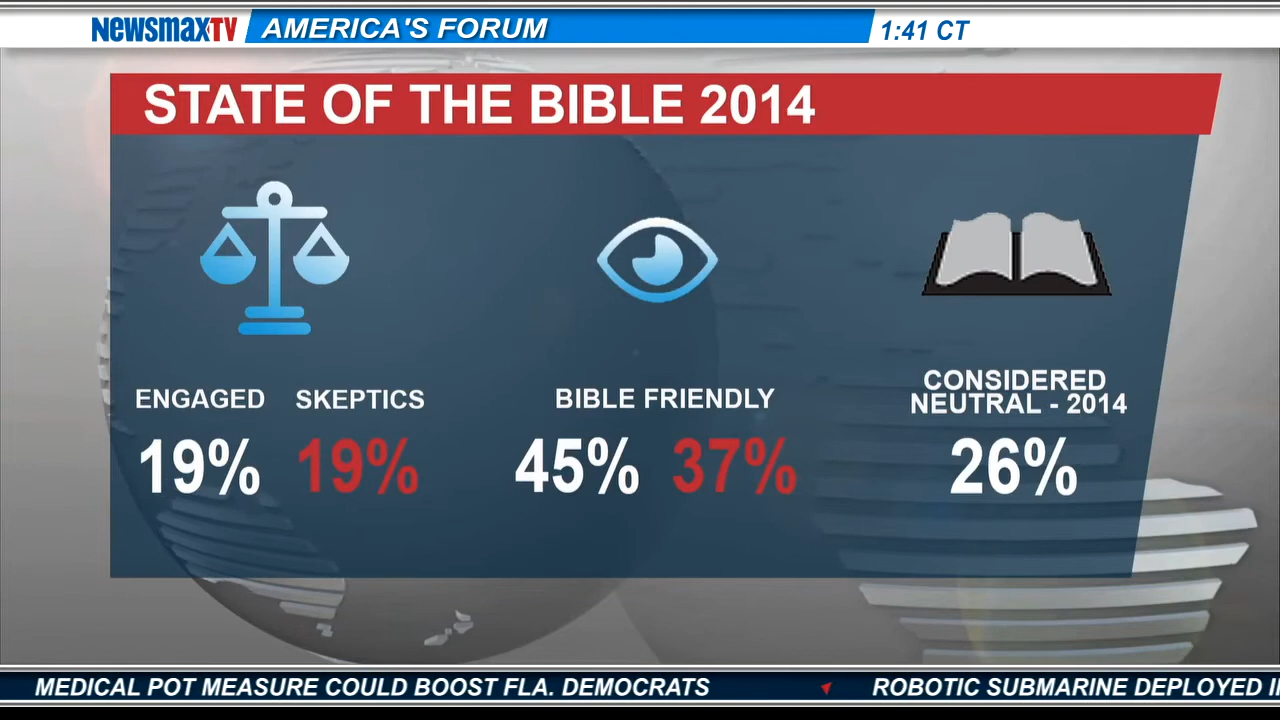 NEWSMAXTV AMERICA'S FORUM 1:41 CT
STATE OF THE BIBLE 2014
ENGAGED SKEPTICS
19% 19%
BIBLE FRIENDLY
45% 37%
CONSIDERED
NEUTRAL - 2014
26%
MEDICAL POT MEASURE COULD BOOST FLA. DEMOCRATS ROBOTIC SUBMARINE DEPLOYED